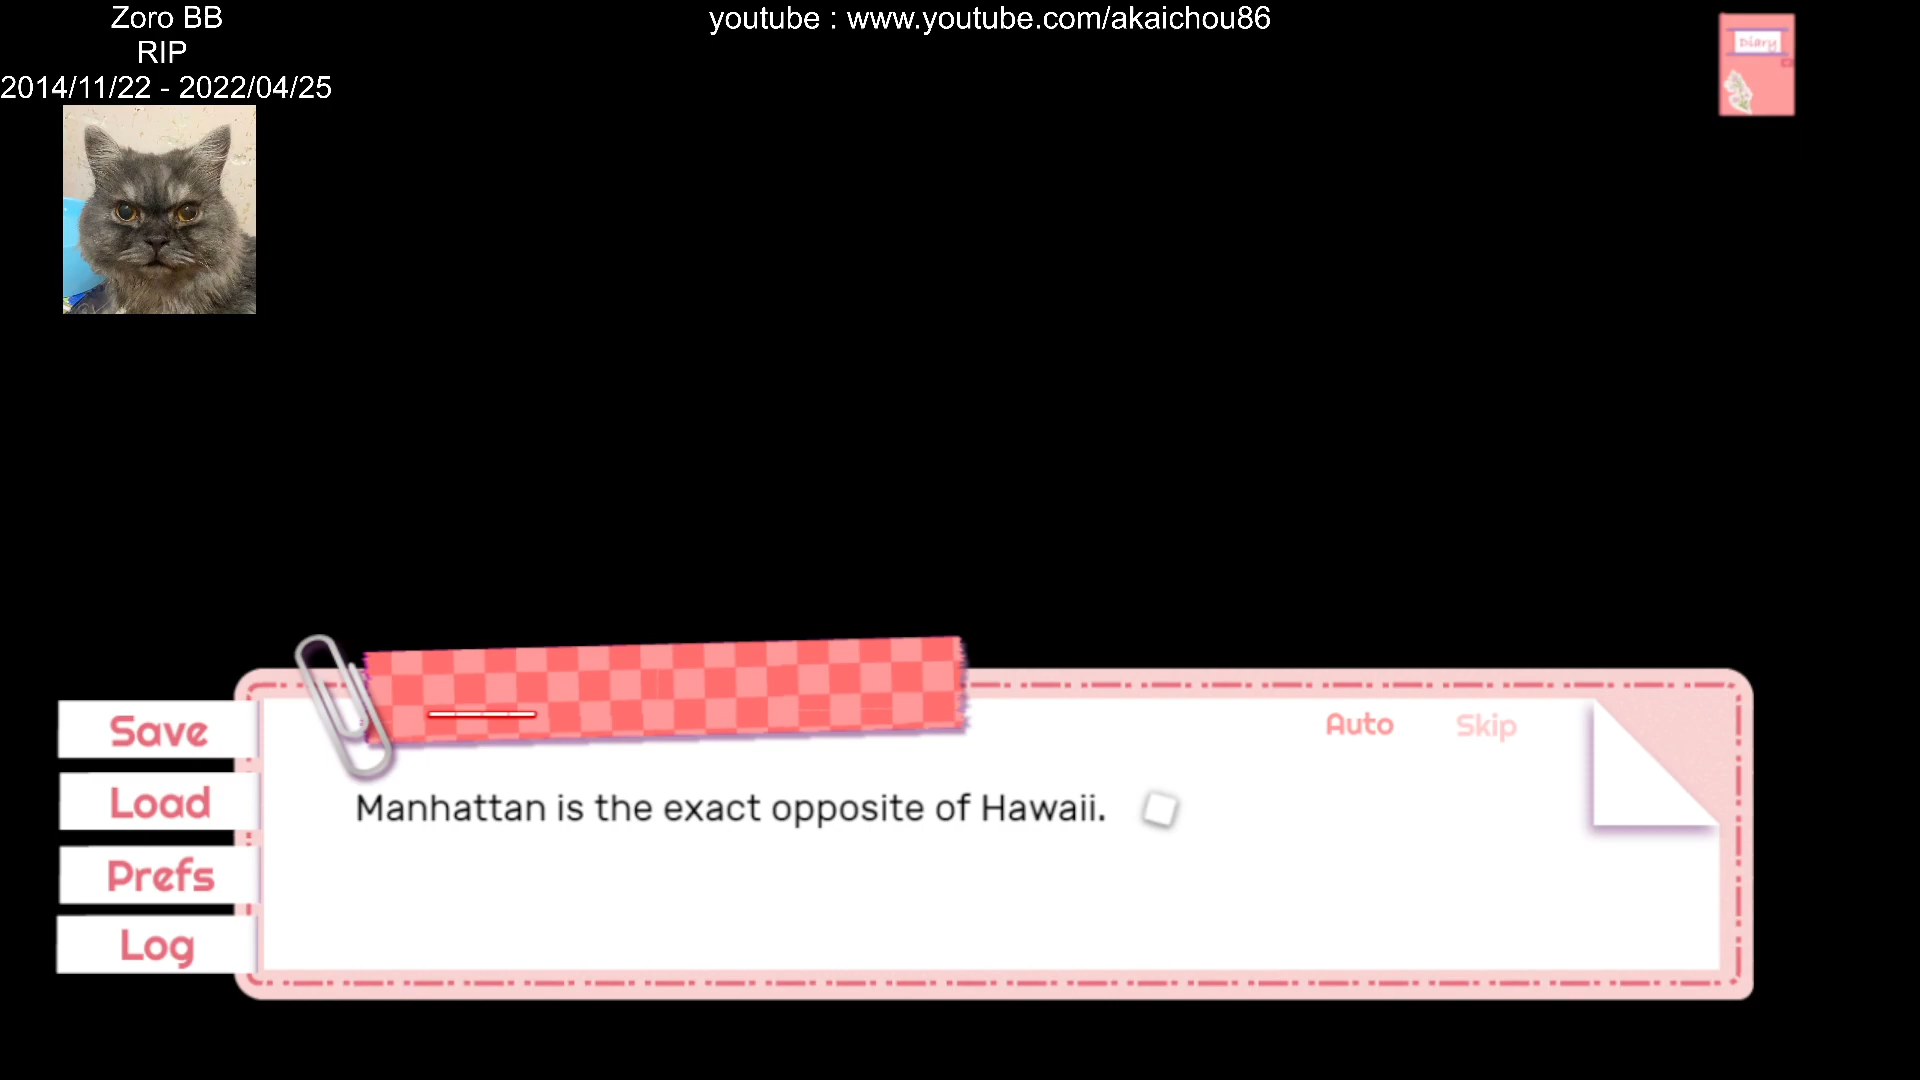 Zoro BB
RIP
2014/11/22 - 2022/04/25
youtube : www.youtube.com/akaichou86
Diary
Auto
Skip
Save
Load
Prefs
Log
Manhattan is the exact opposite of Hawaii.